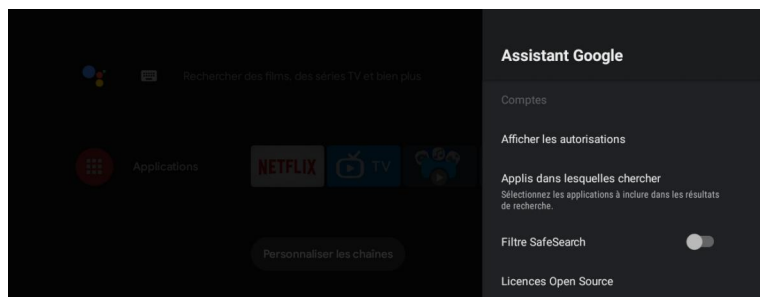 Assistant Google
Rechercher des films, des séries TV et bien plus
Comptes
Afficher les autorisations
Applications
NETFLIX
TV
Applis dans lesquelles chercher
Sélectionnez les applications à inclure dans les résultats
de recherche.
Filtre SafeSearch
Personnaliser les chaînes
Licences Open Source